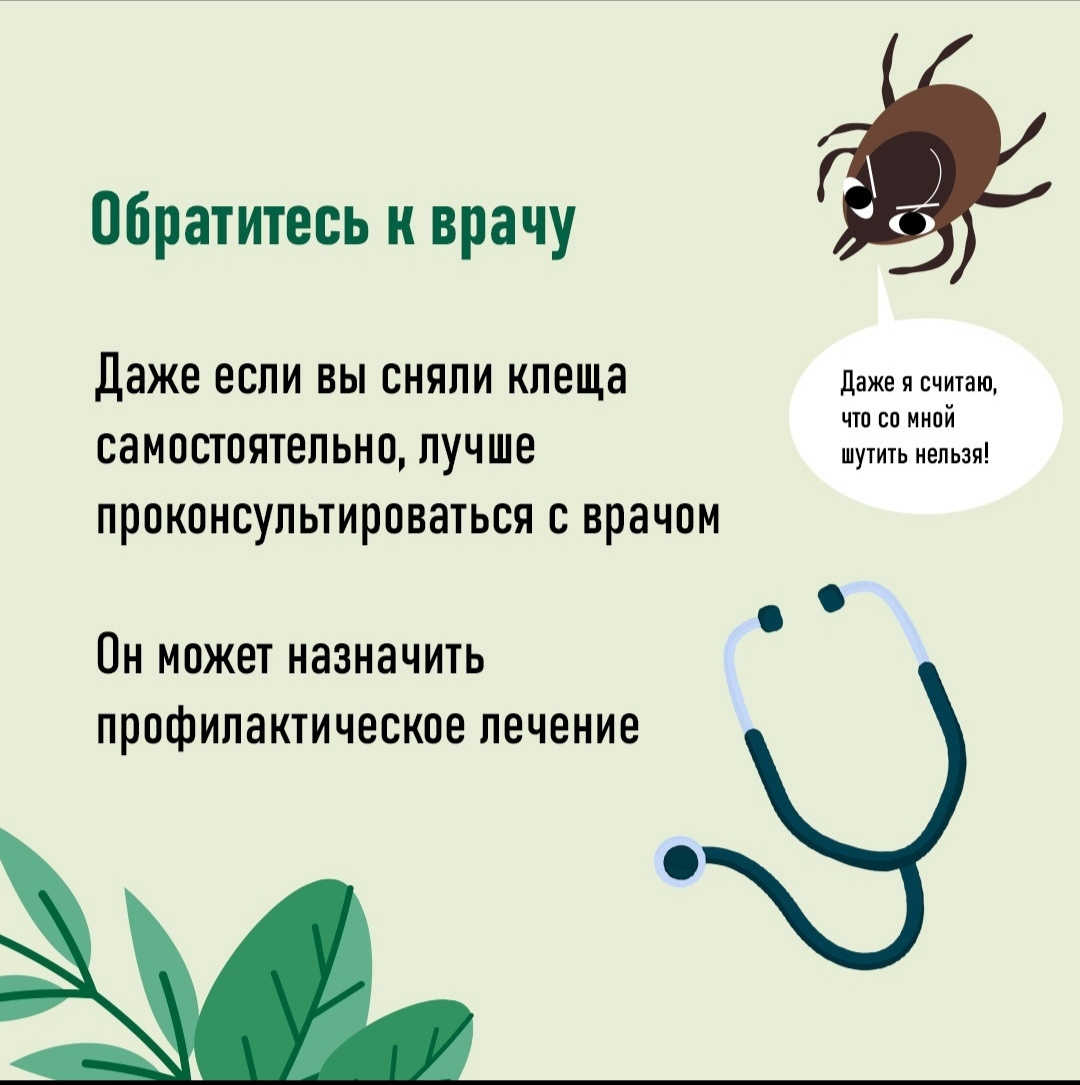 Обратитесь к врачу
Даже если вы сняли клеща
самостоятельно, лучше
проконсультироваться с врачом
Он может назначить
профилактическое лечение
Даже я считаю,
что со мной
шутить нельзя!